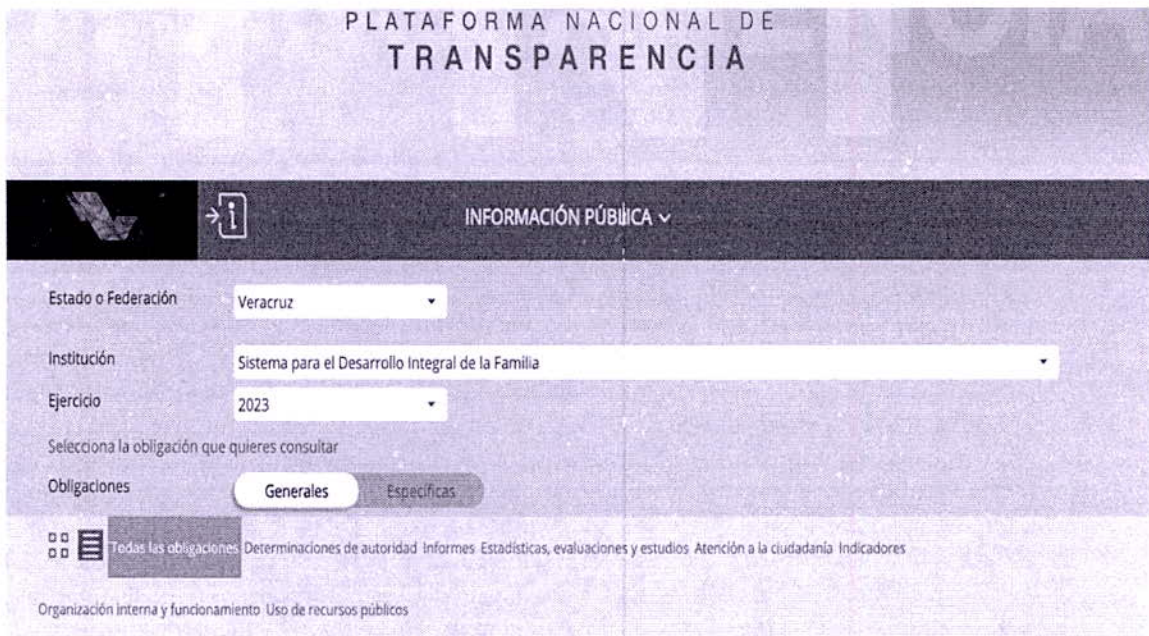 PLATAFORMA NACIONAL DE
TRANSPARENCIA
INFORMACIÓN PÚBLICA
Estado o Federación Veracruz
Institución Sistema para el Desarrollo Integral de la Familia
Ejercicio 2023
Selecciona la obligación que quieres consultar
Obligaciones Generales Específicas
Todas las obligaciones Determinaciones de autoridad Informes Estadísticas, evaluaciones y estudios Atención a la ciudadanía Indicadores
Organización interna y funcionamiento Uso de recursos públicos